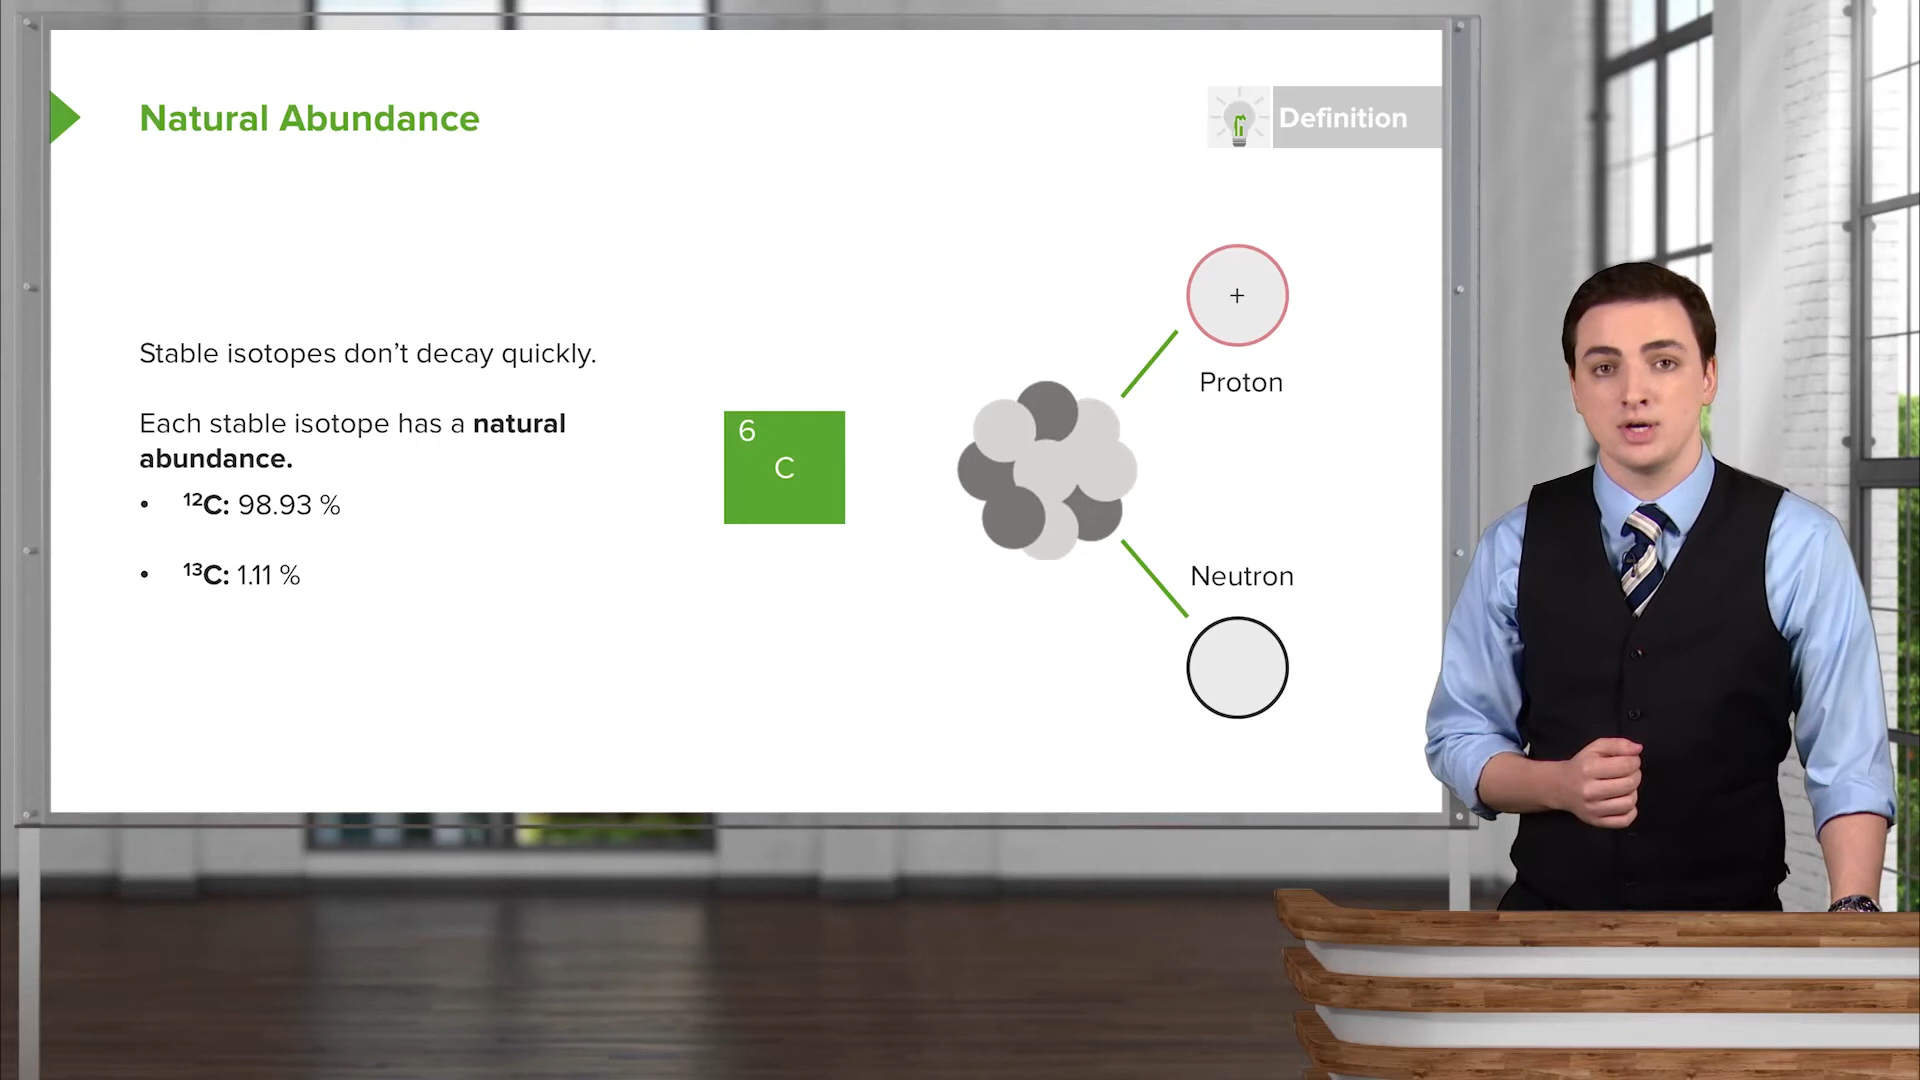 Natural Abundance
Definition
Stable isotopes don’t decay quickly.
Each stable isotope has a natural
abundance.
• ¹²C: 98.93 %
• ¹³C: 1.11 %
6
C
+
Proton
Neutron